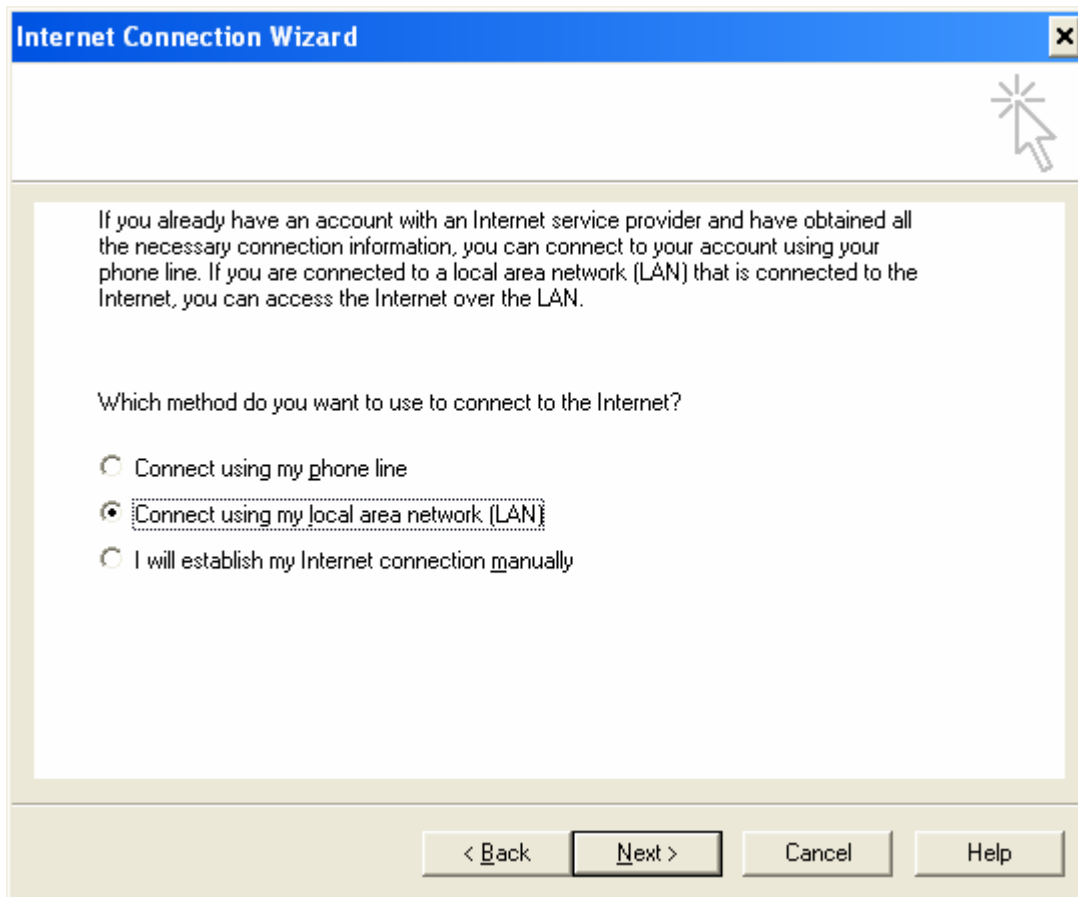 Internet Connection Wizard
If you already have an account with an Internet service provider and have obtained all
the necessary connection information, you can connect to your account using your
phone line. If you are connected to a local area network (LAN) that is connected to the
Internet, you can access the Internet over the LAN.
Which method do you want to use to connect to the Internet?
Connect using my phone line
Connect using my local area network (LAN)
I will establish my Internet connection manually
< Back Next > Cancel Help